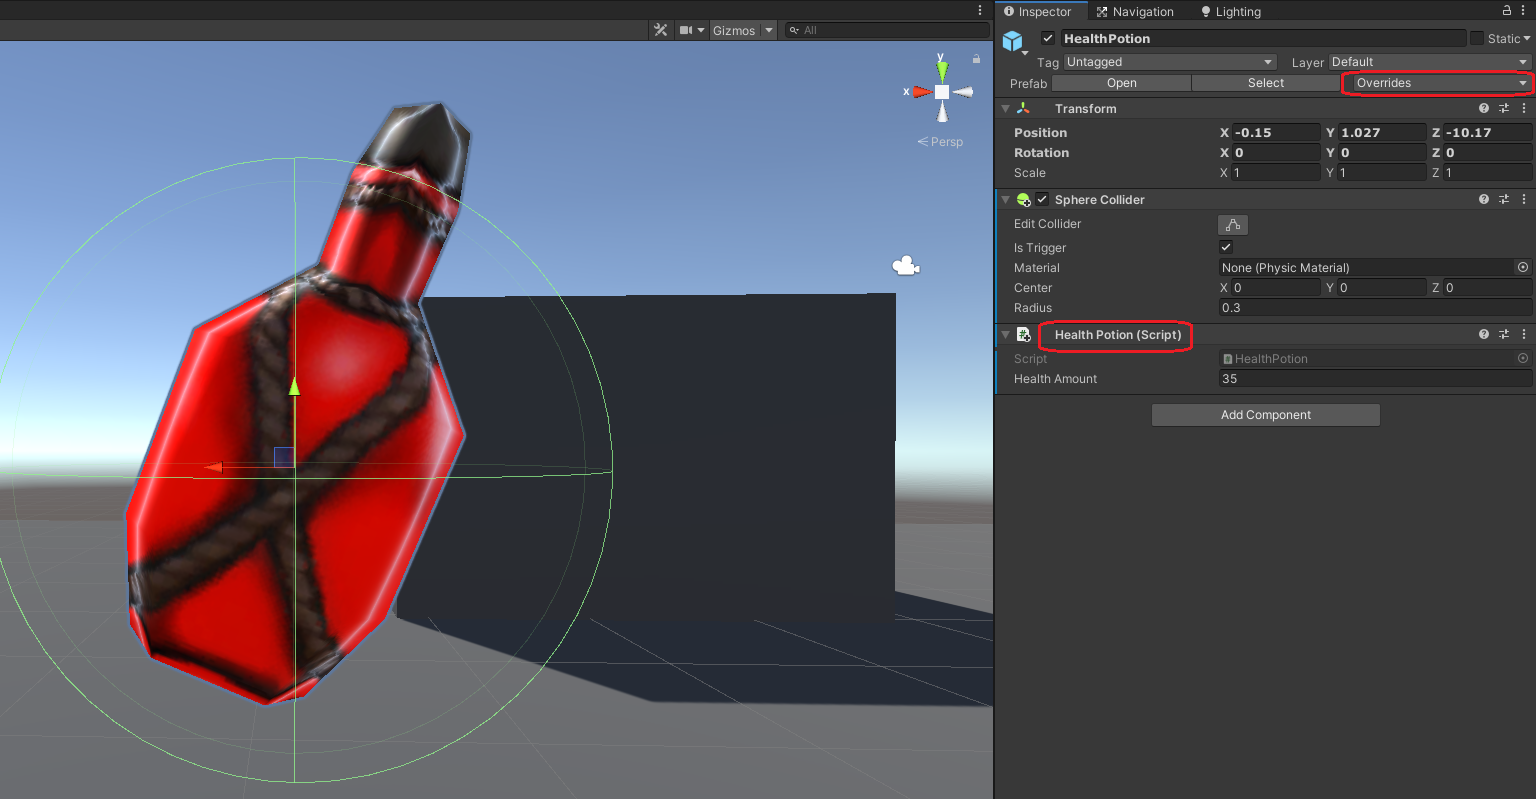 Inspector Navigation Lighting
Gizmos All
HealthPotion Static
Tag Untagged Layer Default
Prefab Open Select Overrides
Transform
Position X -0.15 Y 1.027 Z -10.17
Rotation X 0 Y 0 Z 0
Scale X 1 Y 1 Z 1
Sphere Collider
Edit Collider
Is Trigger
Material None (Physic Material)
Center X 0 Y 0 Z 0
Radius 0.3
Health Potion (Script)
Script # HealthPotion
Health Amount 35
Add Component
y
x
Persp